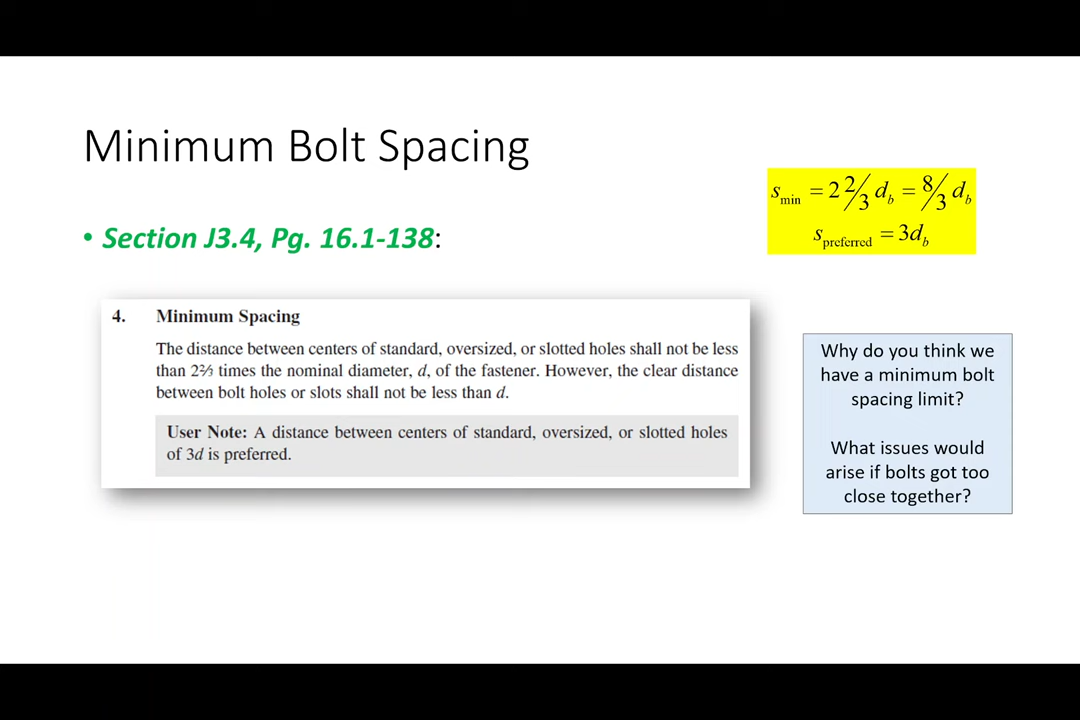 Minimum Bolt Spacing
s_min = 2 2/3 d_b = 8/3 d_b
s_preferred = 3d_b
• Section J3.4, Pg. 16.1-138:
4. Minimum Spacing
The distance between centers of standard, oversized, or slotted holes shall not be less
than 2⅔ times the nominal diameter, d, of the fastener. However, the clear distance
between bolt holes or slots shall not be less than d.
User Note: A distance between centers of standard, oversized, or slotted holes
of 3d is preferred.
Why do you think we
have a minimum bolt
spacing limit?
What issues would
arise if bolts got too
close together?